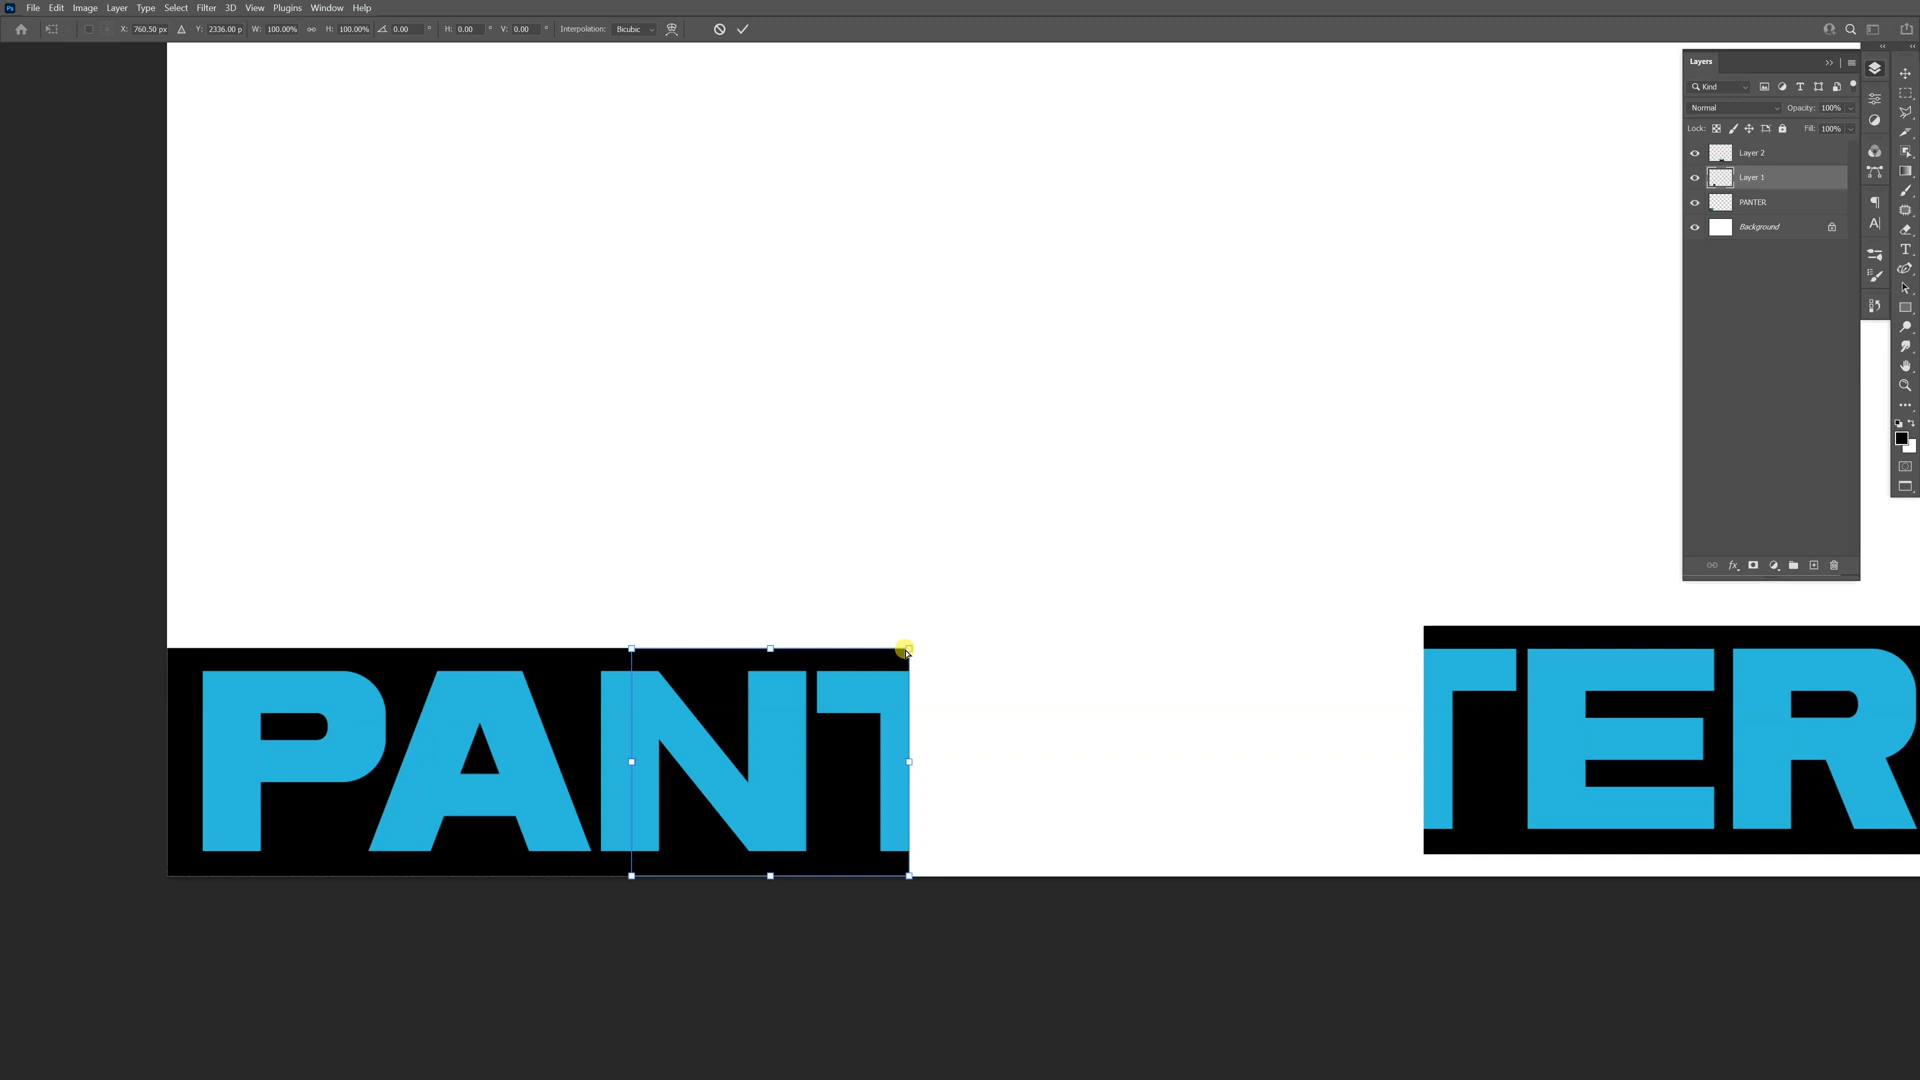 Ps File Edit Image Layer Type Select Filter 3D View Plugins Window Help
X: 760.50 px Y: 2336.00 p W: 100.00% H: 100.00% 0.00 ° H: 0.00 ° V: 0.00 ° Interpolation: Bicubic
Layers
Kind
Normal Opacity: 100%
Lock: Fill: 100%
Layer 2
Layer 1
PANTER
Background
fx
PANT
TER